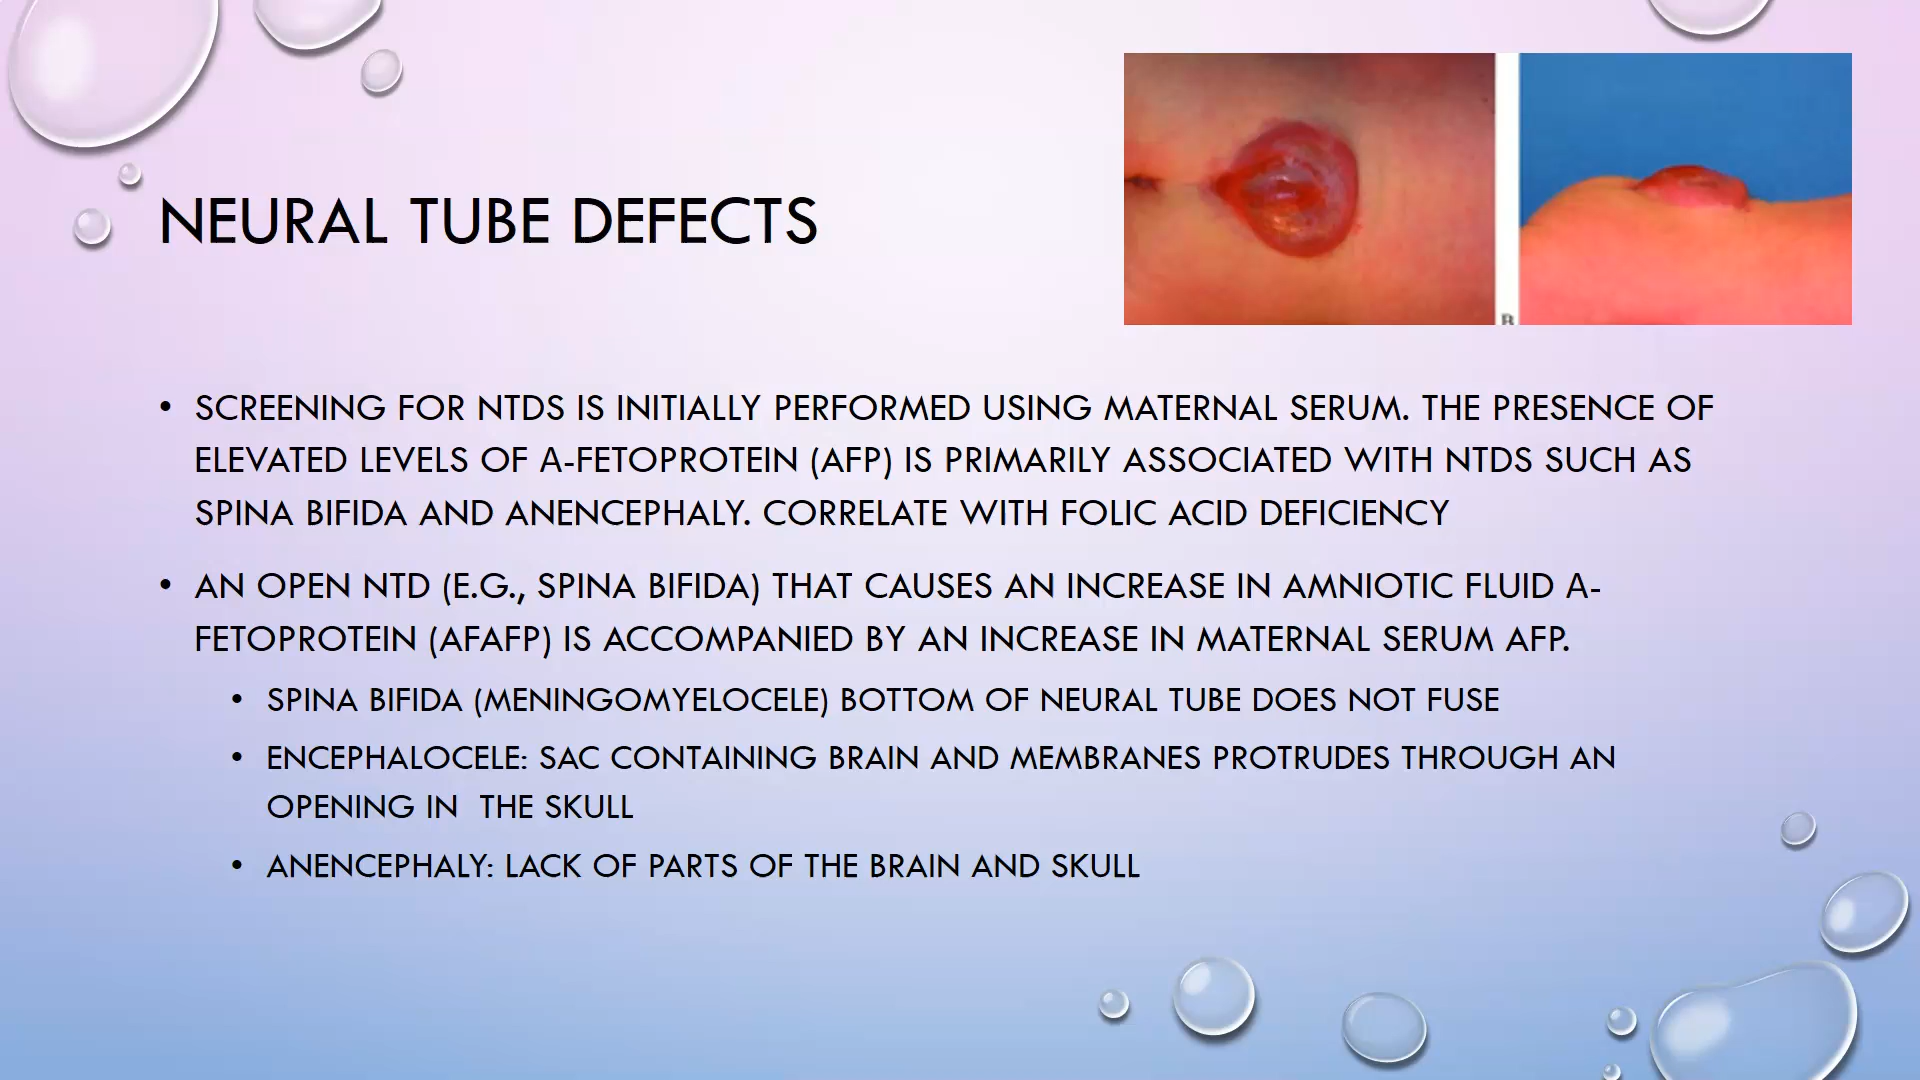 NEURAL TUBE DEFECTS
• SCREENING FOR NTDS IS INITIALLY PERFORMED USING MATERNAL SERUM. THE PRESENCE OF
ELEVATED LEVELS OF A-FETOPROTEIN (AFP) IS PRIMARILY ASSOCIATED WITH NTDS SUCH AS
SPINA BIFIDA AND ANENCEPHALY. CORRELATE WITH FOLIC ACID DEFICIENCY
• AN OPEN NTD (E.G., SPINA BIFIDA) THAT CAUSES AN INCREASE IN AMNIOTIC FLUID A-
FETOPROTEIN (AFAFP) IS ACCOMPANIED BY AN INCREASE IN MATERNAL SERUM AFP.
• SPINA BIFIDA (MENINGOMYELOCELE) BOTTOM OF NEURAL TUBE DOES NOT FUSE
• ENCEPHALOCELE: SAC CONTAINING BRAIN AND MEMBRANES PROTRUDES THROUGH AN
OPENING IN  THE SKULL
• ANENCEPHALY: LACK OF PARTS OF THE BRAIN AND SKULL